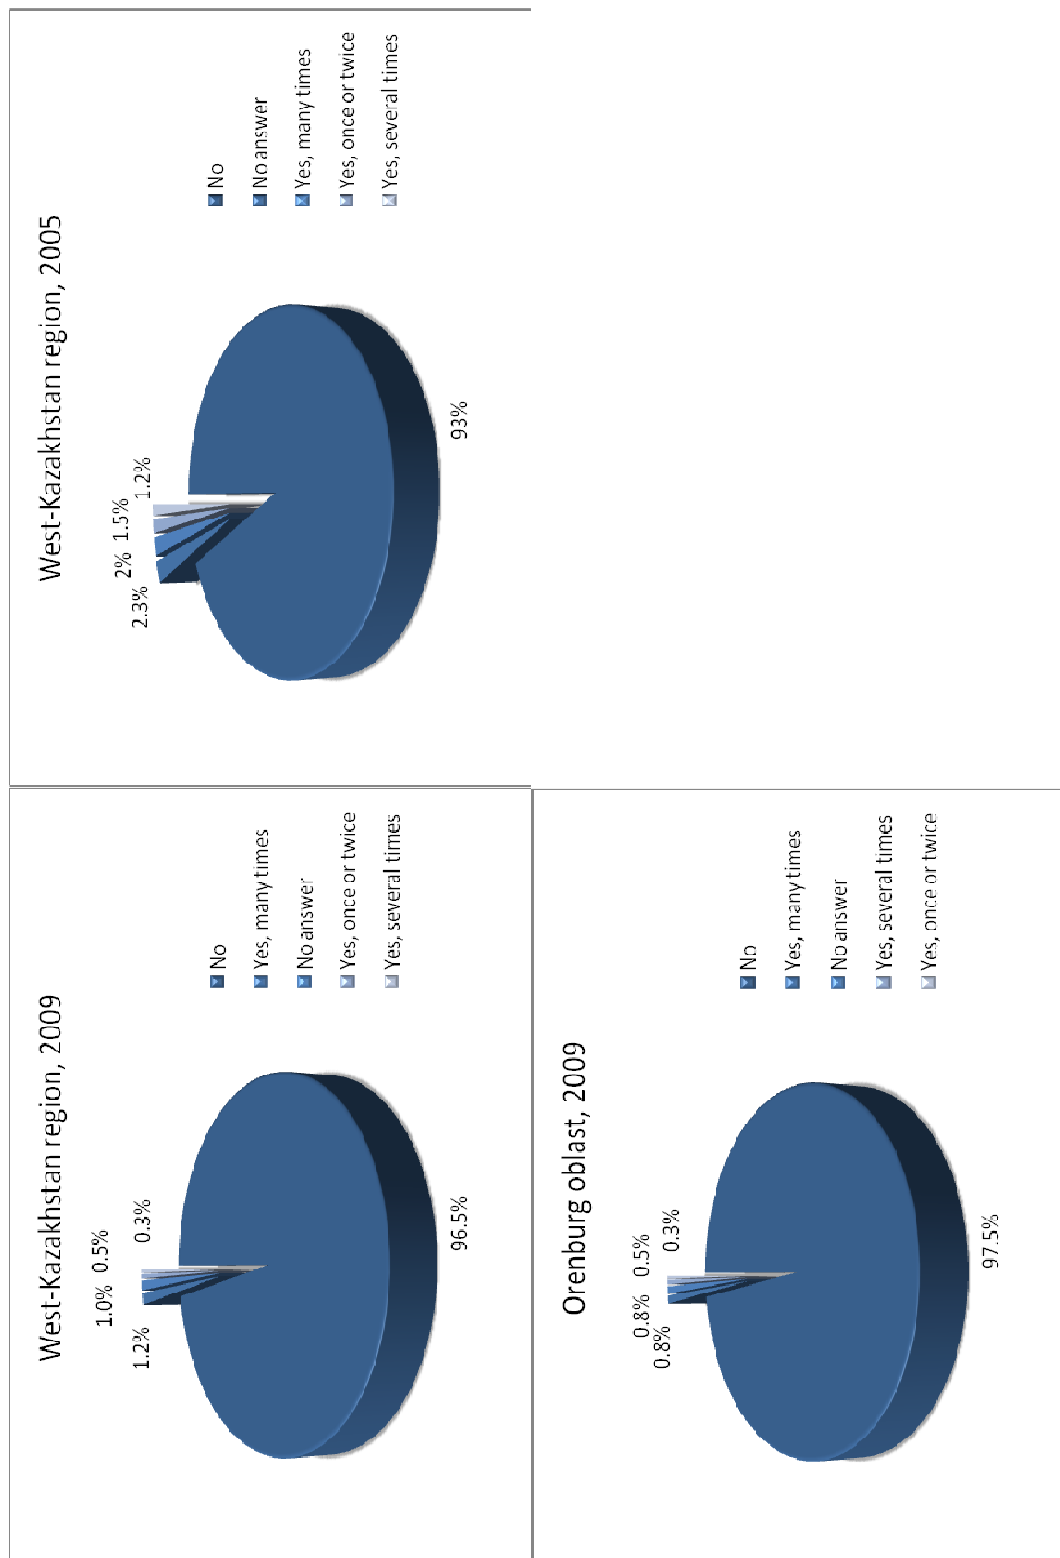 West-Kazakhstan region, 2009
1.2%
1.0%
0.5%
0.3%
96.5%
No
Yes, many times
No answer
Yes, once or twice
Yes, several times
West-Kazakhstan region, 2005
2.3%
2%
1.5%
1.2%
93%
No
No answer
Yes, many times
Yes, once or twice
Yes, several times
Orenburg oblast, 2009
0.8%
0.8%
0.5%
0.3%
97.5%
No
Yes, many times
No answer
Yes, several times
Yes, once or twice